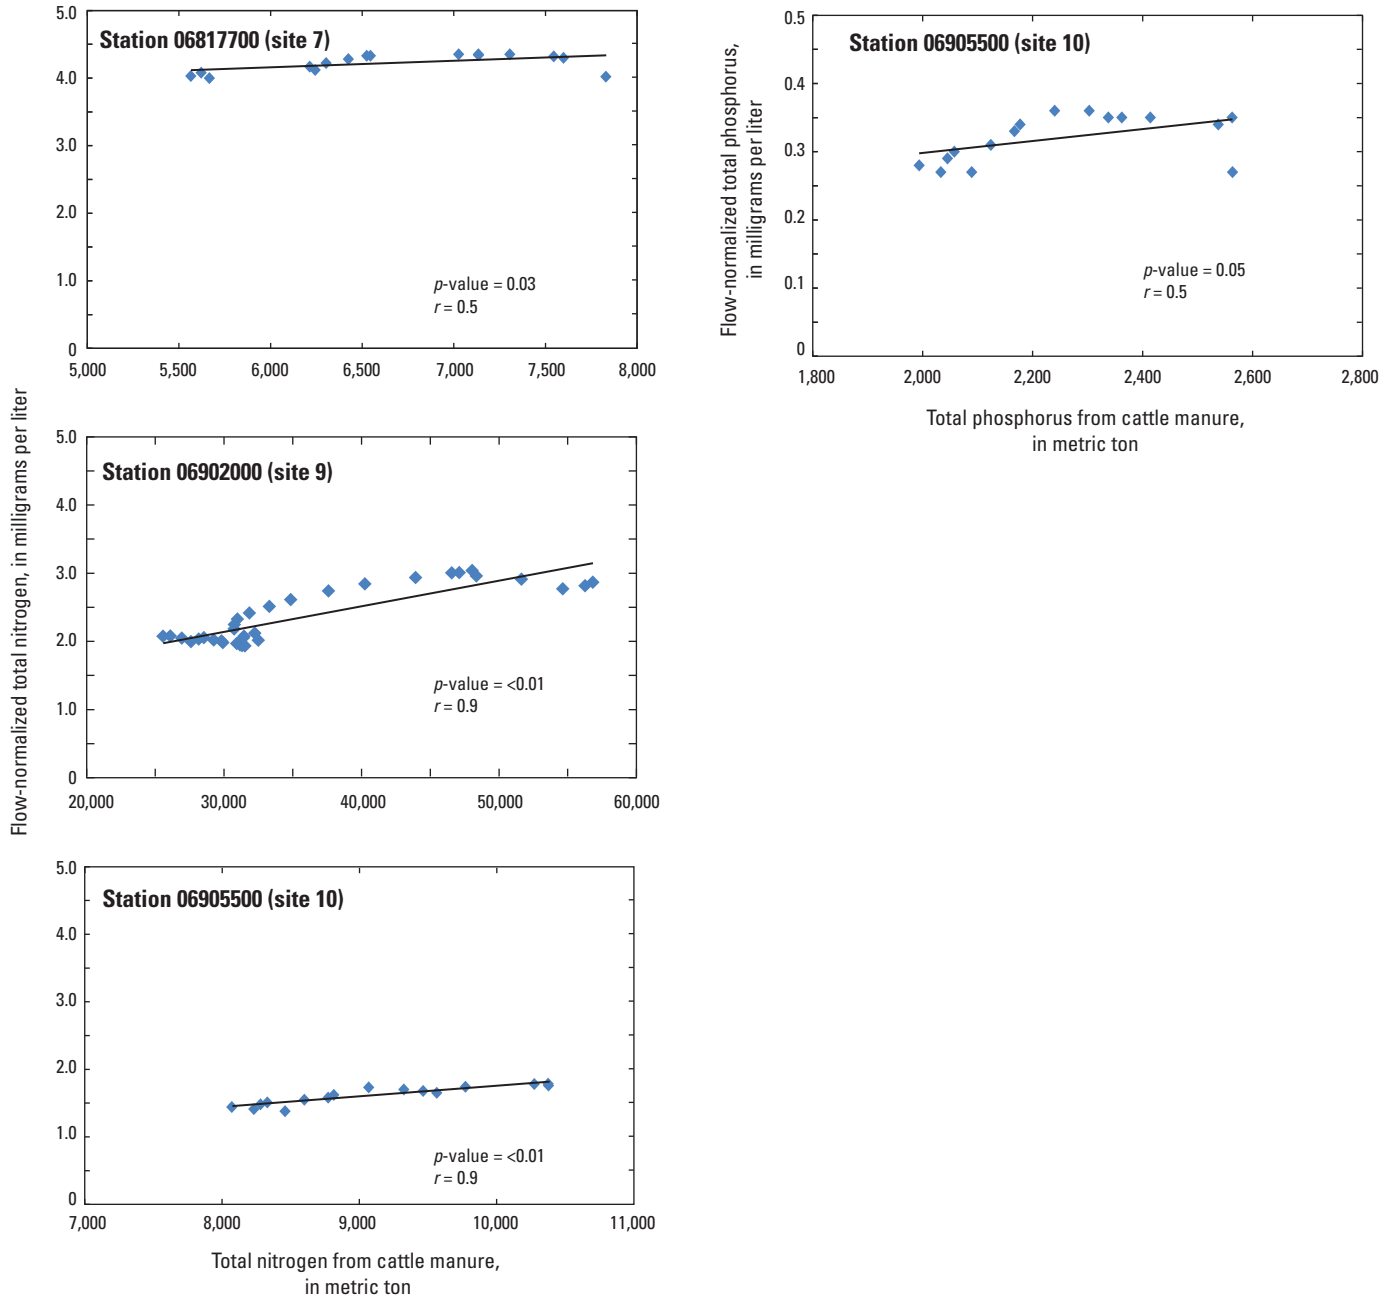 Flow-normalized total nitrogen, in milligrams per liter
Station 06817700 (site 7)
5.0
4.0
3.0
2.0
1.0
0
p-value = 0.03
r = 0.5
5,000 5,500 6,000 6,500 7,000 7,500 8,000
Station 06902000 (site 9)
5.0
4.0
3.0
2.0
1.0
0
p-value = <0.01
r = 0.9
20,000 30,000 40,000 50,000 60,000
Station 06905500 (site 10)
5.0
4.0
3.0
2.0
1.0
0
p-value = <0.01
r = 0.9
7,000 8,000 9,000 10,000 11,000
Total nitrogen from cattle manure,
in metric ton
Flow-normalized total phosphorus,
in milligrams per liter
Station 06905500 (site 10)
0.5
0.4
0.3
0.2
0.1
0
p-value = 0.05
r = 0.5
1,800 2,000 2,200 2,400 2,600 2,800
Total phosphorus from cattle manure,
in metric ton